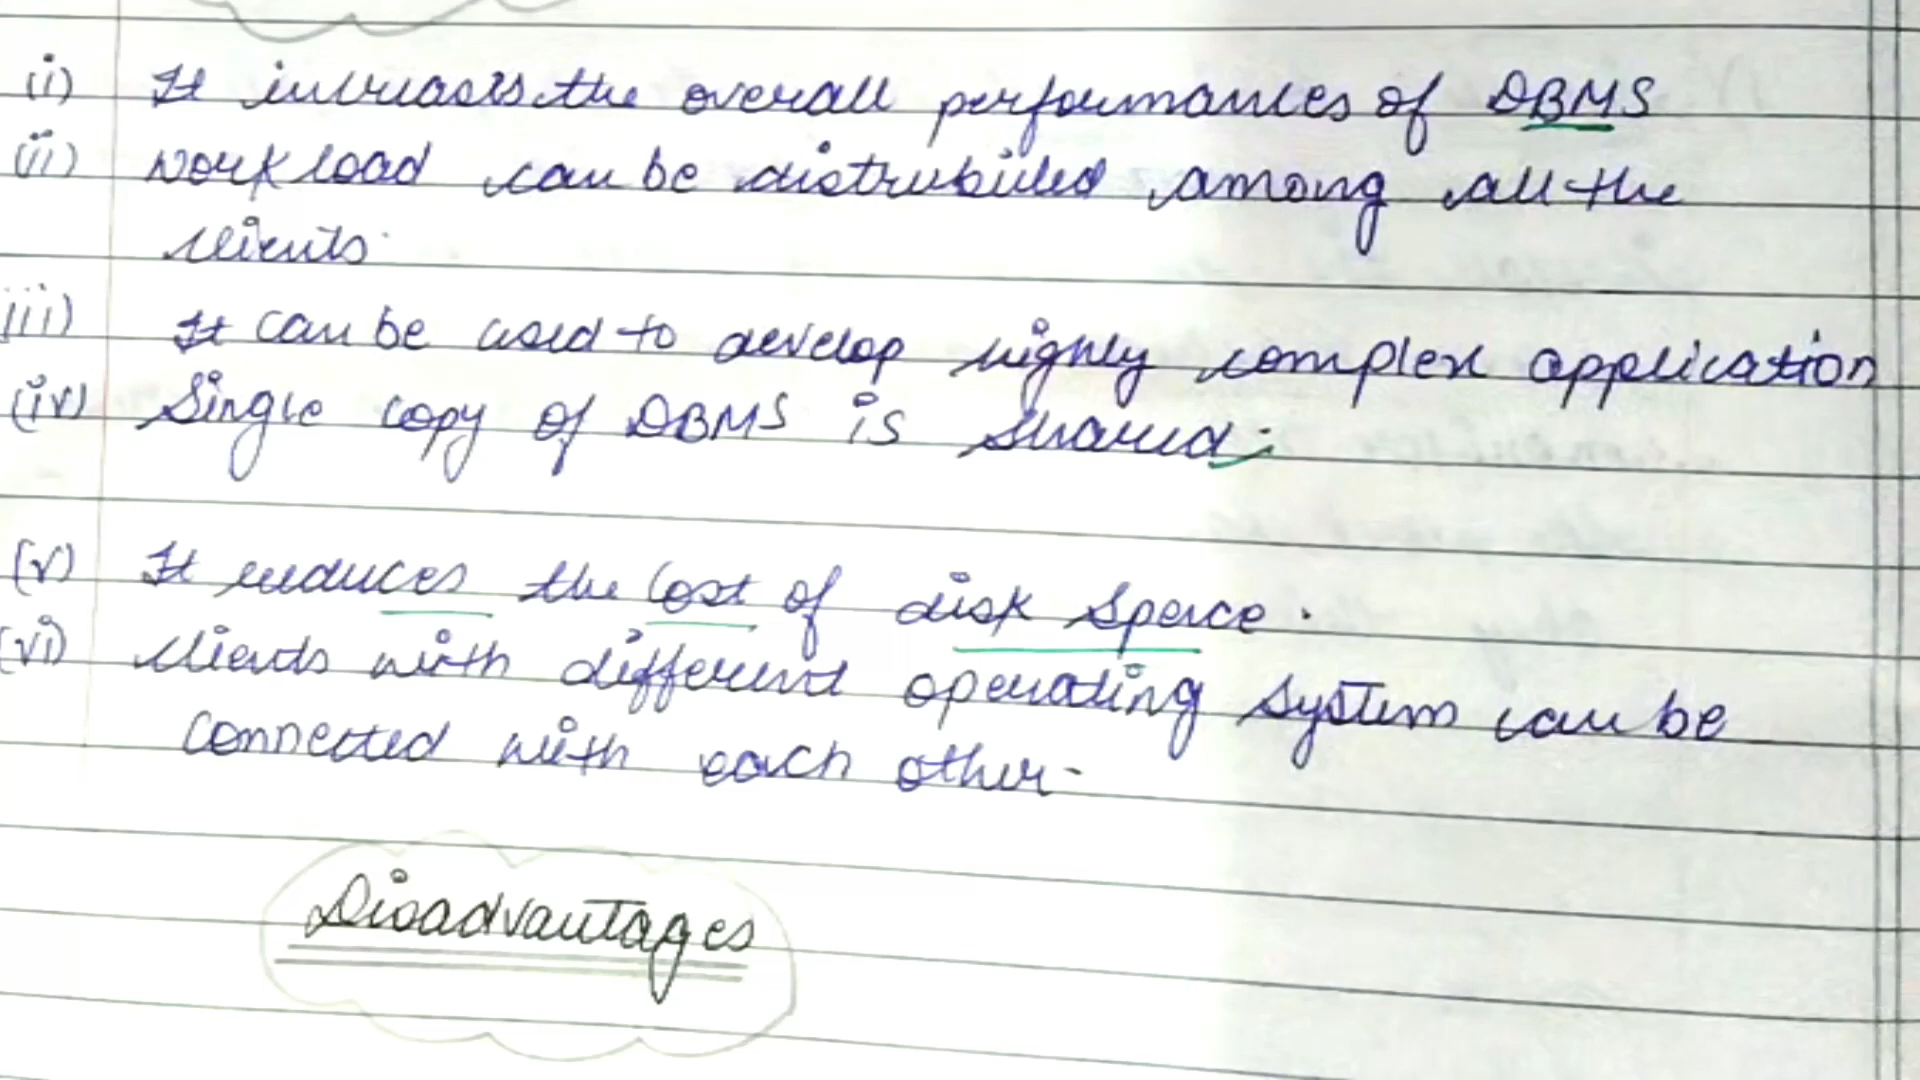 (i) It increases the overall performances of DBMS
(ii) Workload can be distrubuted among all the
clients.
iii) It can be used to develop highly complex application
(iv) Single copy of DBMS is shared.
(v) It reduces the cost of disk Space.
(vi) clients with different operating system can be
connected with each other.
Disadvantages